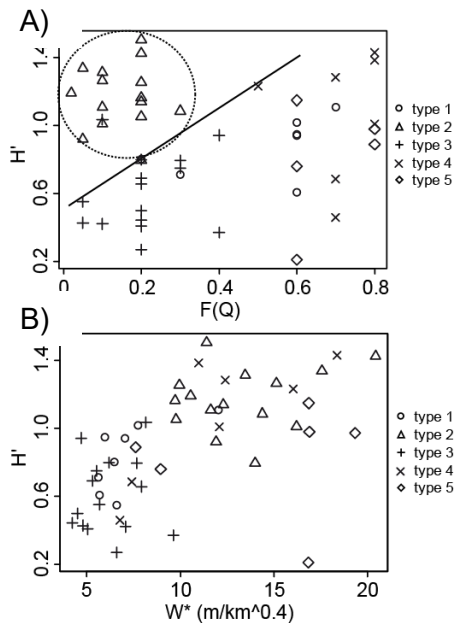 A)
H'
1.4
1.0
0.6
0.2
0
0.2
0.4
0.6
0.8
F(Q)
type 1
type 2
type 3
type 4
type 5
B)
H'
1.4
1.0
0.6
0.2
5
10
15
20
W* (m/km^0.4)
type 1
type 2
type 3
type 4
type 5